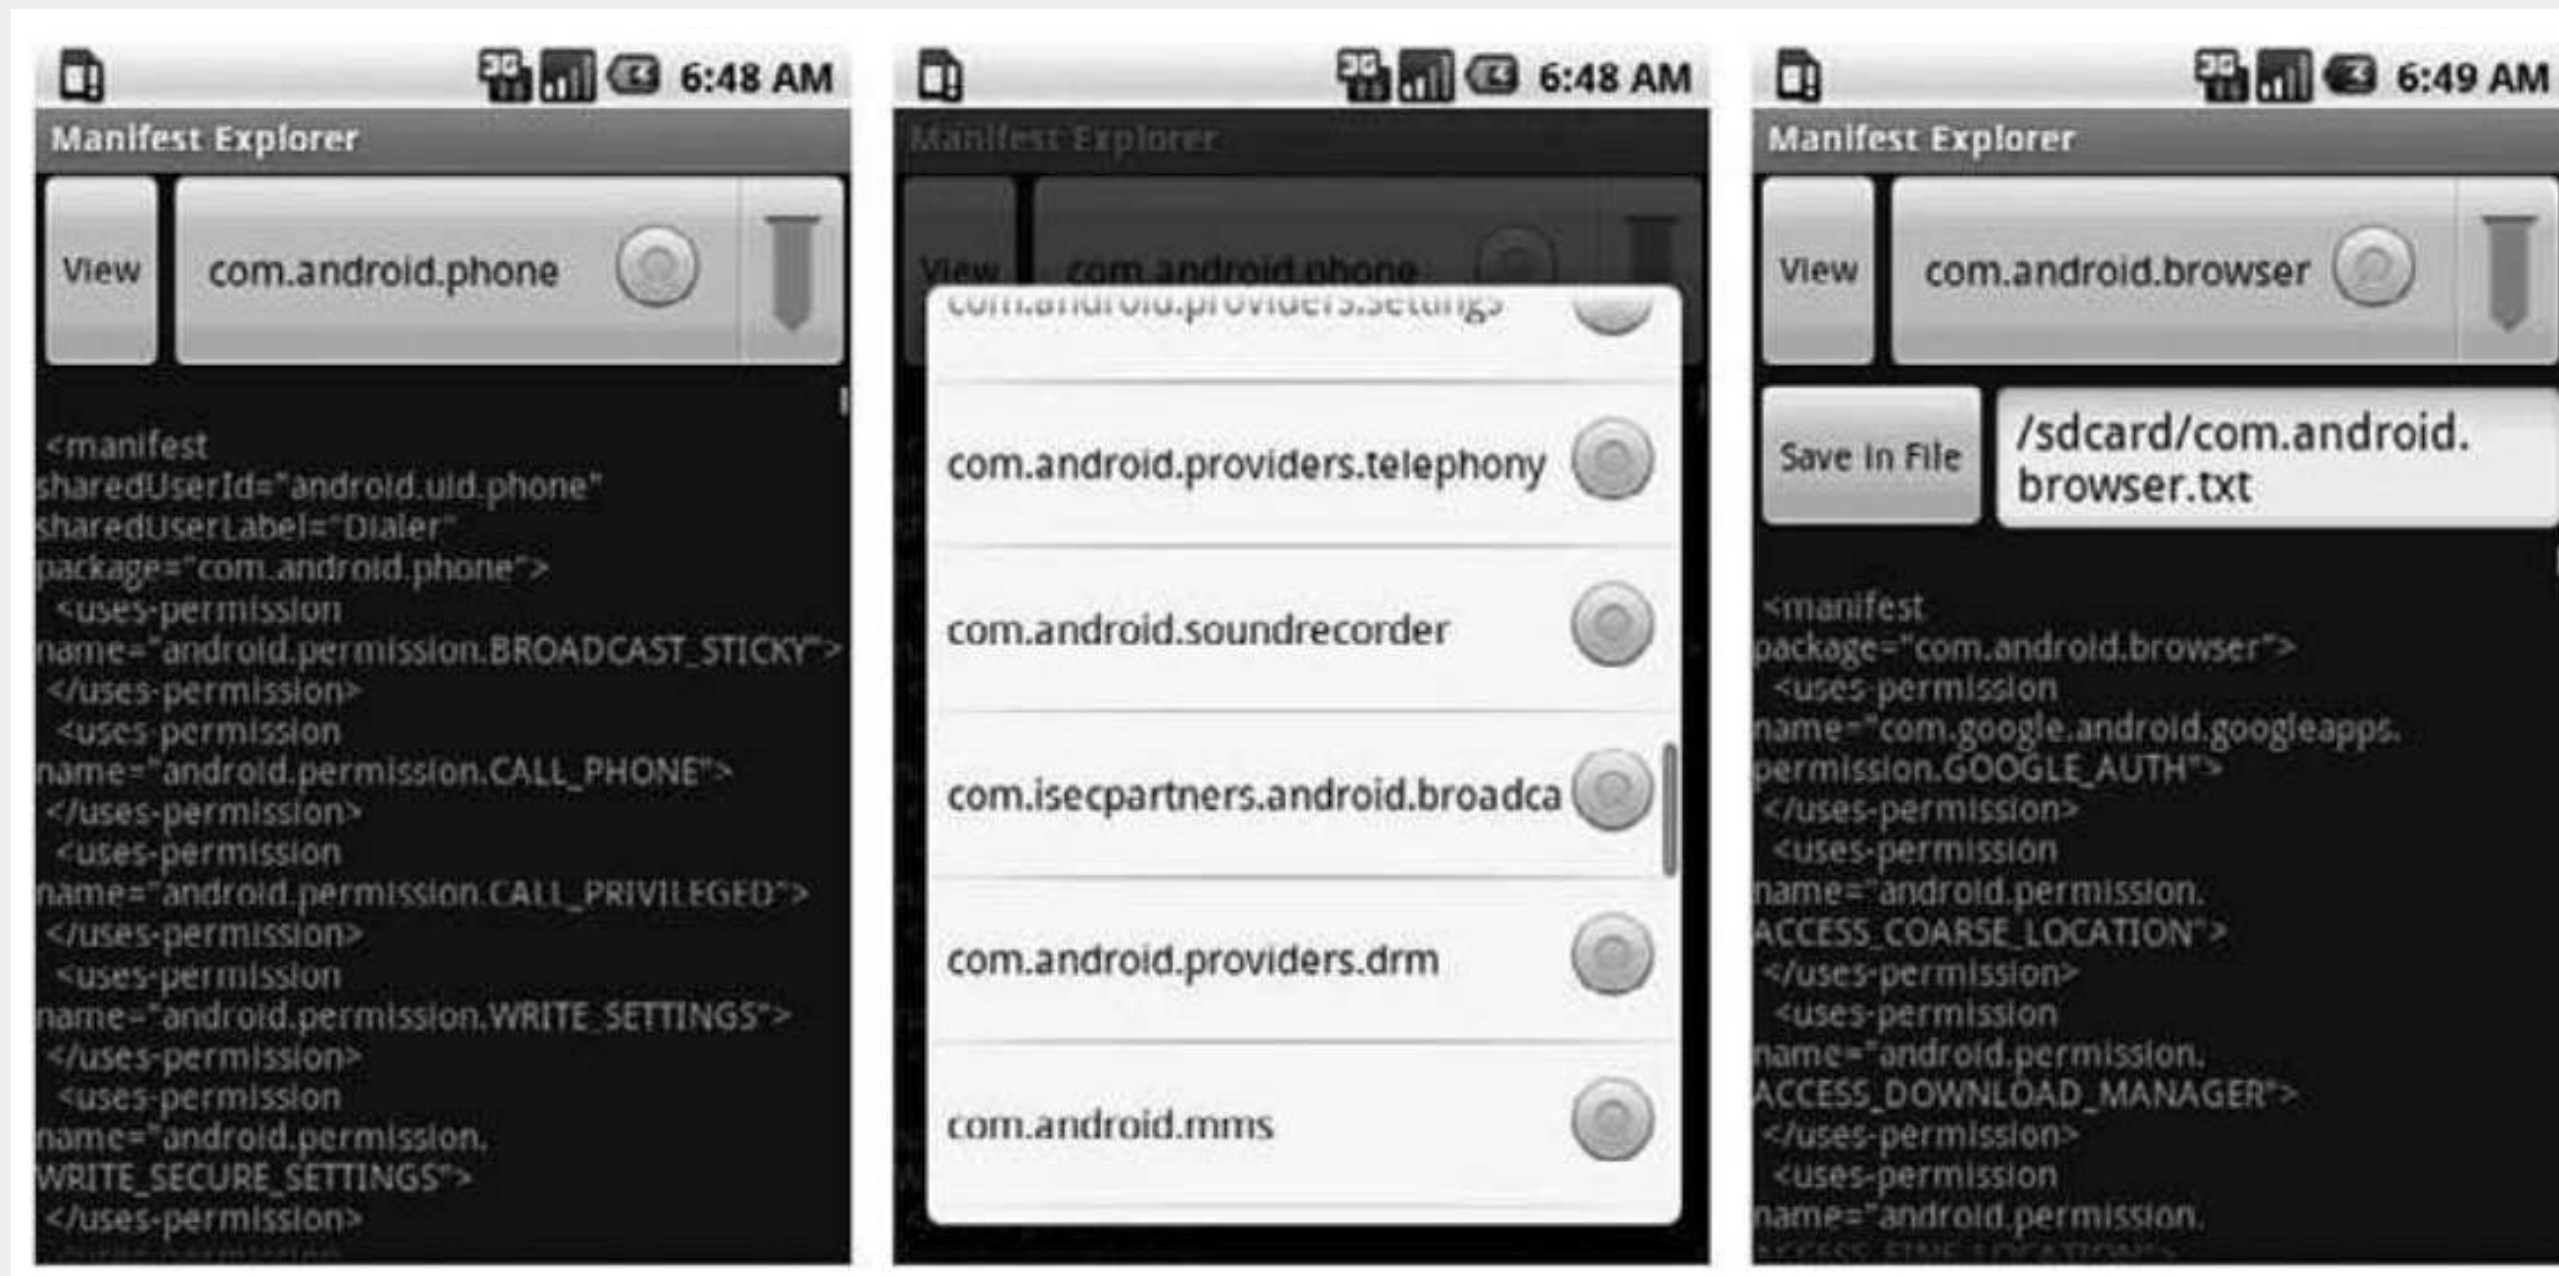 6:48 AM
Manifest Explorer
View
com.android.phone
<manifest
sharedUserId="android.uid.phone"
sharedUserLabel="Dialer"
package="com.android.phone">
<uses-permission
name="android.permission.BROADCAST_STICKY">
</uses-permission>
<uses-permission
name="android.permission.CALL_PHONE">
</uses-permission>
<uses-permission
name="android.permission.CALL_PRIVILEGED">
</uses-permission>
<uses-permission
name="android.permission.WRITE_SETTINGS">
</uses-permission>
<uses-permission
name="android.permission.
WRITE_SECURE_SETTINGS">
</uses-permission>
<uses-permission
6:48 AM
Manifest Explorer
View
com.android.phone
com.android.providers.settings
com.android.providers.telephony
com.android.soundrecorder
com.isecpartners.android.broadca
com.android.providers.drm
com.android.mms
6:49 AM
Manifest Explorer
View
com.android.browser
Save in File
/sdcard/com.android.
browser.txt
<manifest
package="com.android.browser">
<uses-permission
name="com.google.android.googleapps.
permission.GOOGLE_AUTH">
</uses-permission>
<uses-permission
name="android.permission.
ACCESS_COARSE_LOCATION">
</uses-permission>
<uses-permission
name="android.permission.
ACCESS_DOWNLOAD_MANAGER">
</uses-permission>
<uses-permission
name="android.permission.
ACCESS_FINE_LOCATION">